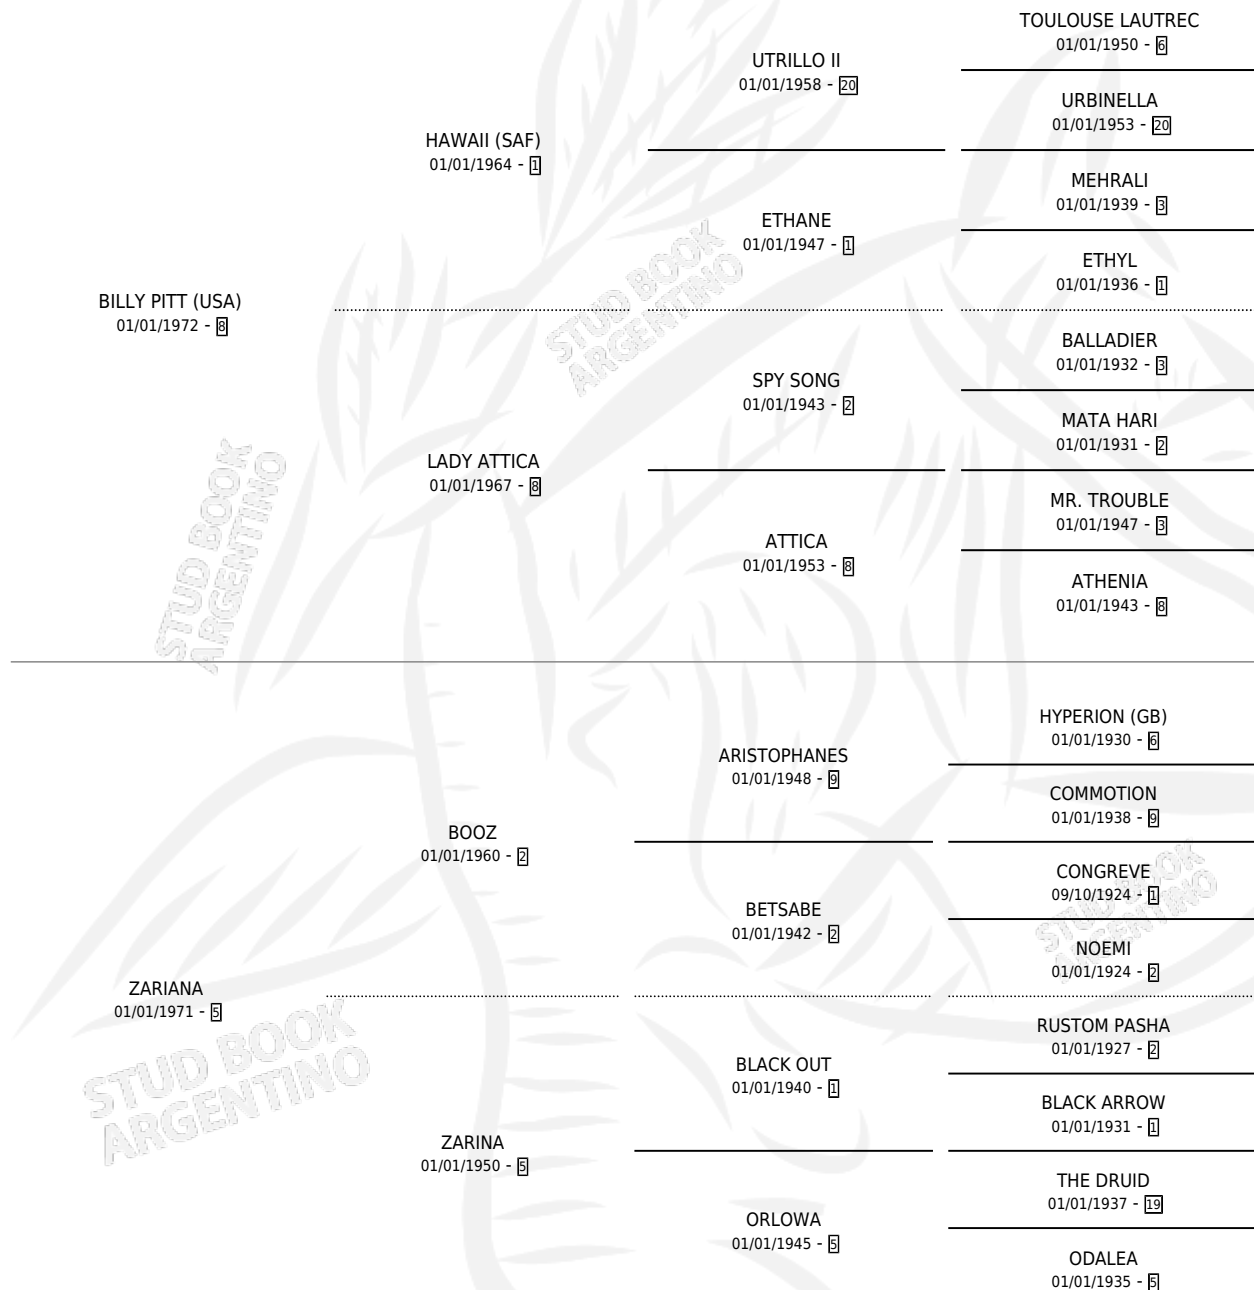 TOULOUSE LAUTREC
01/01/1950 - 6
UTRILLO II
01/01/1958 - 20
URBINELLA
01/01/1953 - 20
HAWAII (SAF)
01/01/1964 - 1
MEHRALI
01/01/1939 - 3
ETHANE
01/01/1947 - 1
ETHYL
01/01/1936 - 1
BILLY PITT (USA)
01/01/1972 - 8
BALLADIER
01/01/1932 - 3
SPY SONG
01/01/1943 - 2
MATA HARI
01/01/1931 - 2
LADY ATTICA
01/01/1967 - 8
MR. TROUBLE
01/01/1947 - 3
ATTICA
01/01/1953 - 8
ATHENIA
01/01/1943 - 8
HYPERION (GB)
01/01/1930 - 6
ARISTOPHANES
01/01/1948 - 9
COMMOTION
01/01/1938 - 9
BOOZ
01/01/1960 - 2
CONGREVE
09/10/1924 - 1
BETSABE
01/01/1942 - 2
NOEMI
01/01/1924 - 2
ZARIANA
01/01/1971 - 5
RUSTOM PASHA
01/01/1927 - 2
BLACK OUT
01/01/1940 - 1
BLACK ARROW
01/01/1931 - 1
ZARINA
01/01/1950 - 5
THE DRUID
01/01/1937 - 19
ORLOWA
01/01/1945 - 5
ODALEA
01/01/1935 - 5
STUD BOOK
ARGENTINO
STUD BOOK
ARGENTINO
STUD BOOK
ARGENTINO
STUD BOOK
ARGENTINO